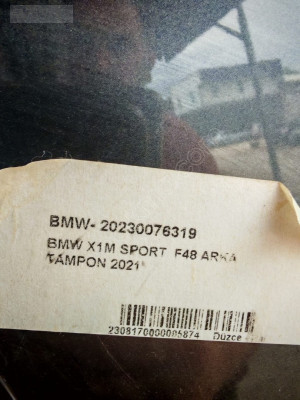 BMW- 20230076319
BMW X1M SPORT F48 ARKA
TAMPON 2021
2308170000005874 Düzce